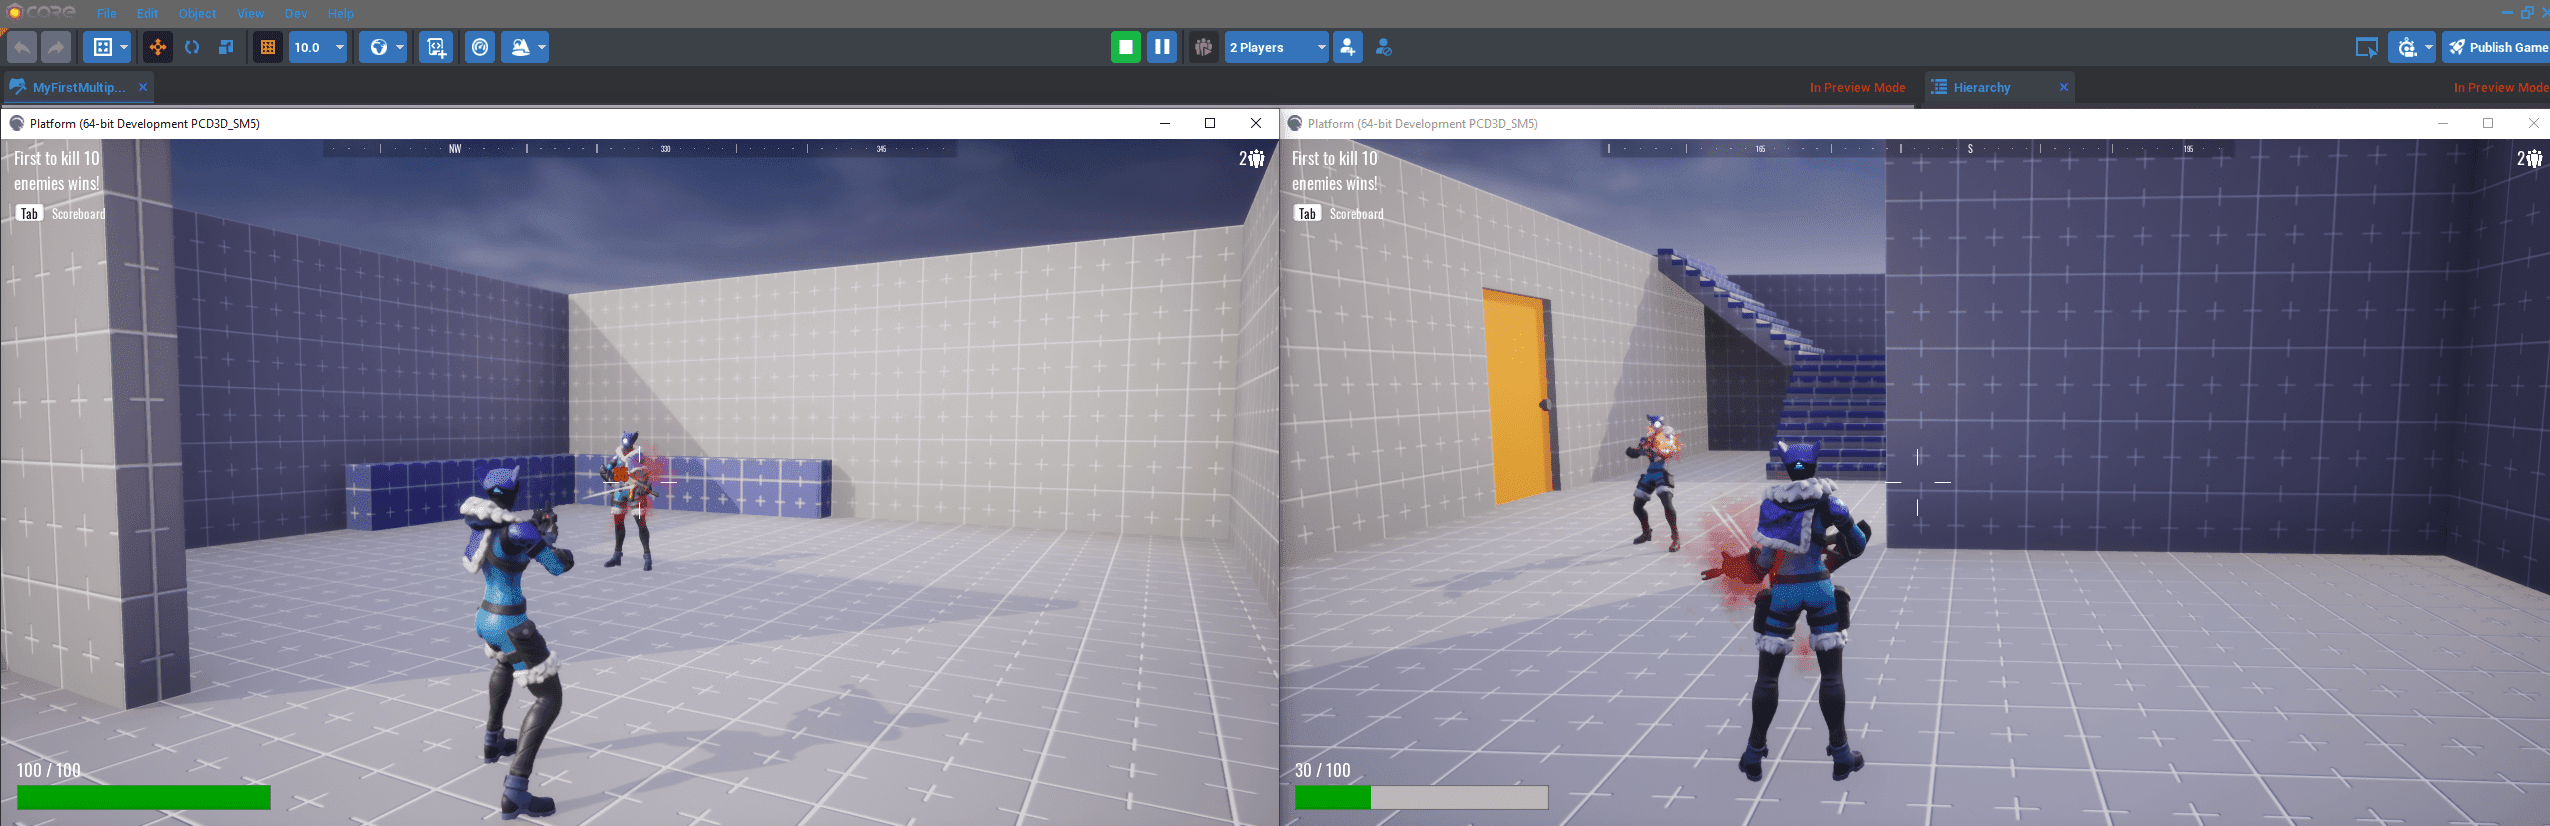 CORE
File Edit Object View Dev Help
10.0
2 Players
Publish Game
MyFirstMultip...
In Preview Mode
Hierarchy
In Preview Mode
Platform (64-bit Development PCD3D_SM5)
NW 330 345
First to kill 10
enemies wins!
2
Tab Scoreboard
100 / 100
Platform (64-bit Development PCD3D_SM5)
165 S 195
First to kill 10
enemies wins!
2
Tab Scoreboard
30 / 100